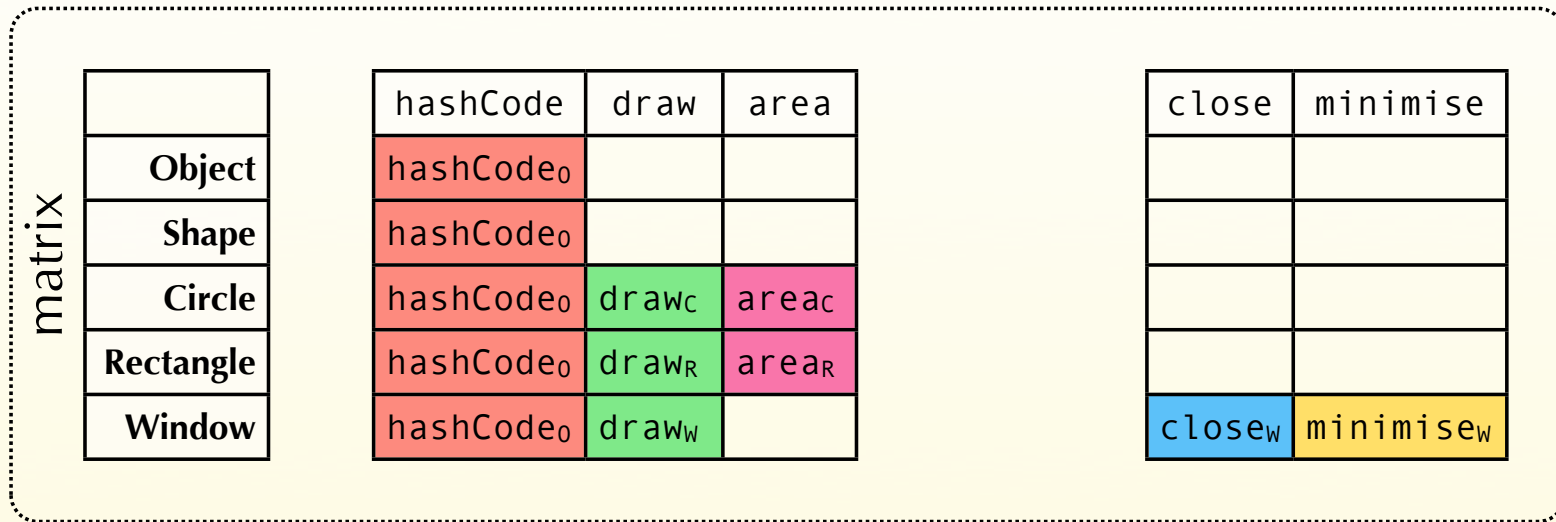 matrix
hashCode draw area close minimise
Object hashCodeO
Shape hashCodeO
Circle hashCodeO drawC areaC
Rectangle hashCodeO drawR areaR
Window hashCodeO drawW closeW minimiseW